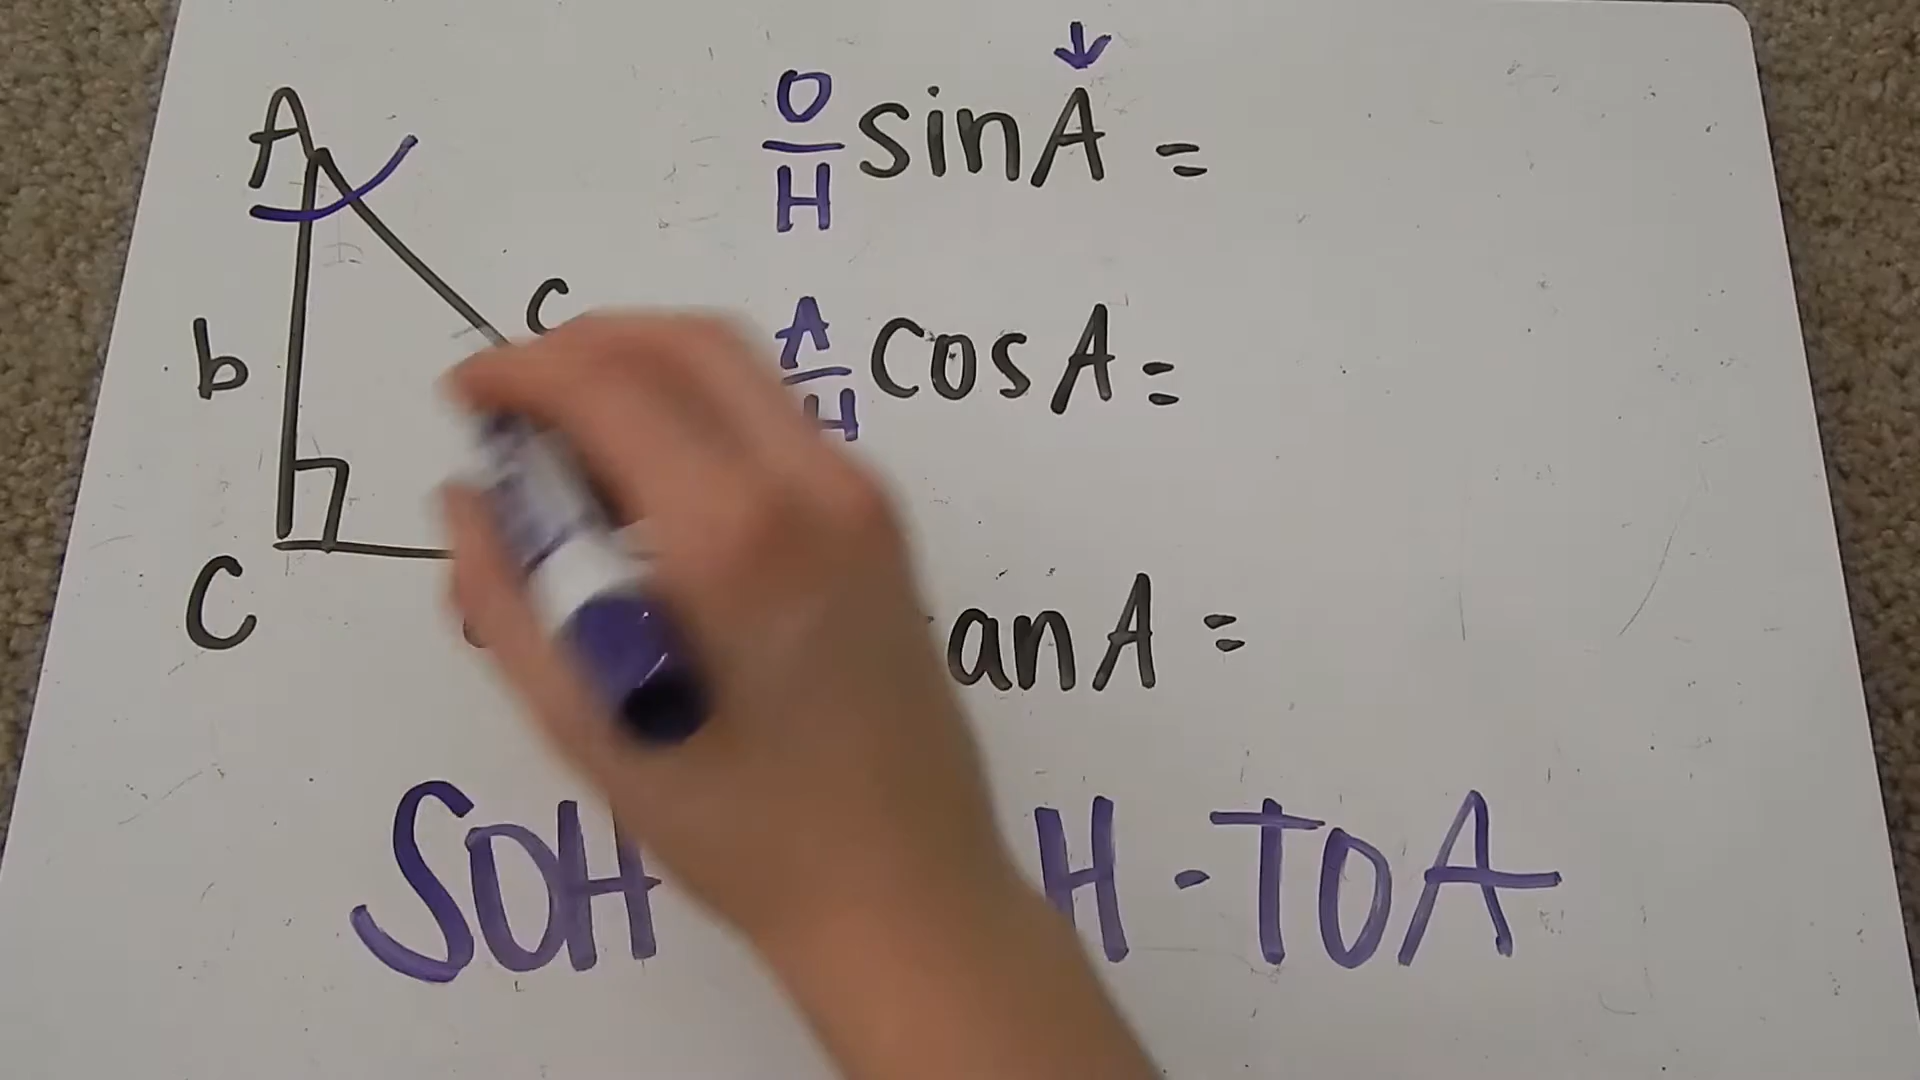 A
b
c
C
O
H
sinA =
A
H
cosA =
anA =
SOH
H - TOA